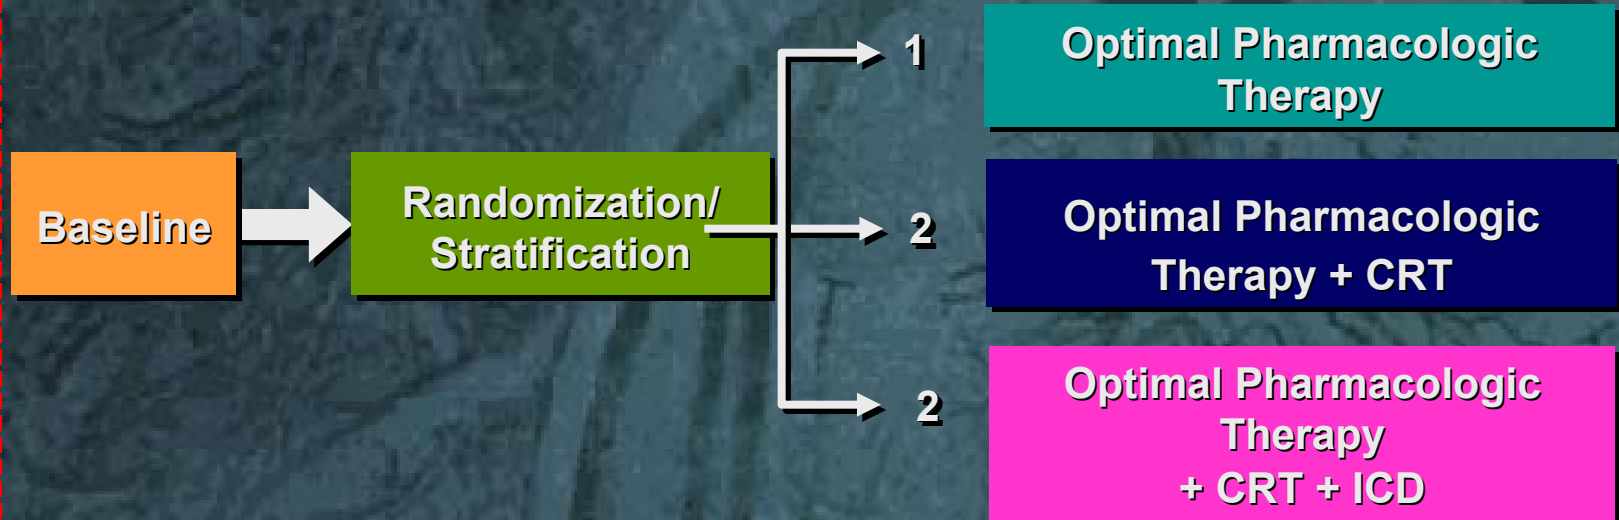 Baseline
Randomization/
Stratification
1
Optimal Pharmacologic
Therapy
2
Optimal Pharmacologic
Therapy + CRT
2
Optimal Pharmacologic
Therapy
+ CRT + ICD